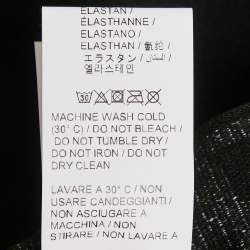 ELASTAN /
ÉLASTHANNE /
ELASTANO /
ELASTHAN / 氨纶 /
エラスタン /
엘라스테인
30
MACHINE WASH COLD
(30° C) / DO NOT BLEACH /
DO NOT TUMBLE DRY /
DO NOT IRON / DO NOT
DRY CLEAN
LAVARE A 30° C / NON
USARE CANDEGGIANTI /
NON ASCIUGARE A
MACCHINA / NON
STIRARE / NON LAVARE A